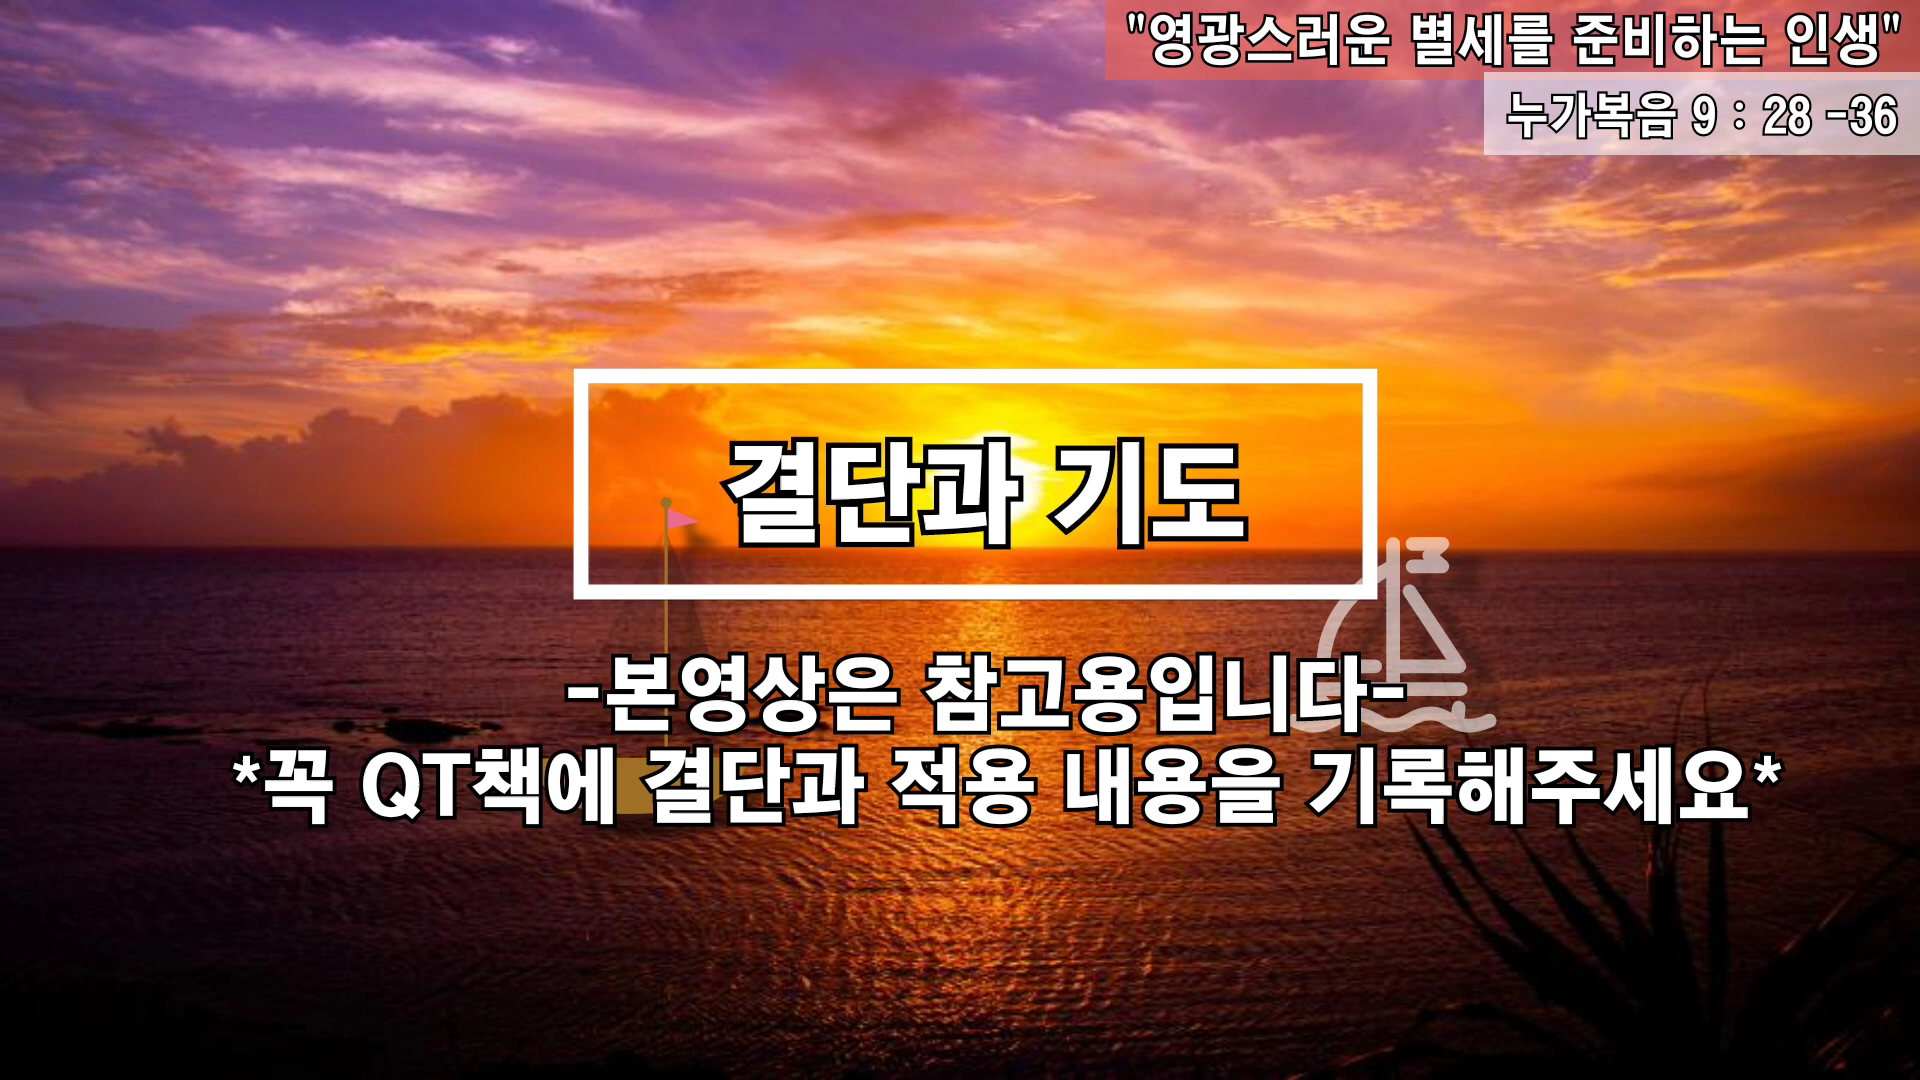 "영광스러운 별세를 준비하는 인생"
누가복음 9 : 28 -36
결단과 기도
-본영상은 참고용입니다-
*꼭 QT책에 결단과 적용 내용을 기록해주세요*